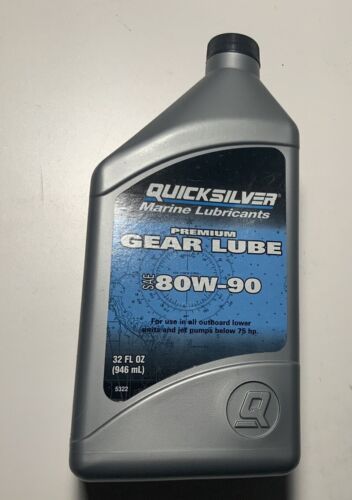 QUICKSILVER
Marine Lubricants
PREMIUM
GEAR LUBE
SAE 80W-90
For use in all outboard lower
units and jet pumps below 75 hp.
32 FL OZ
(946 mL)
5322
Q